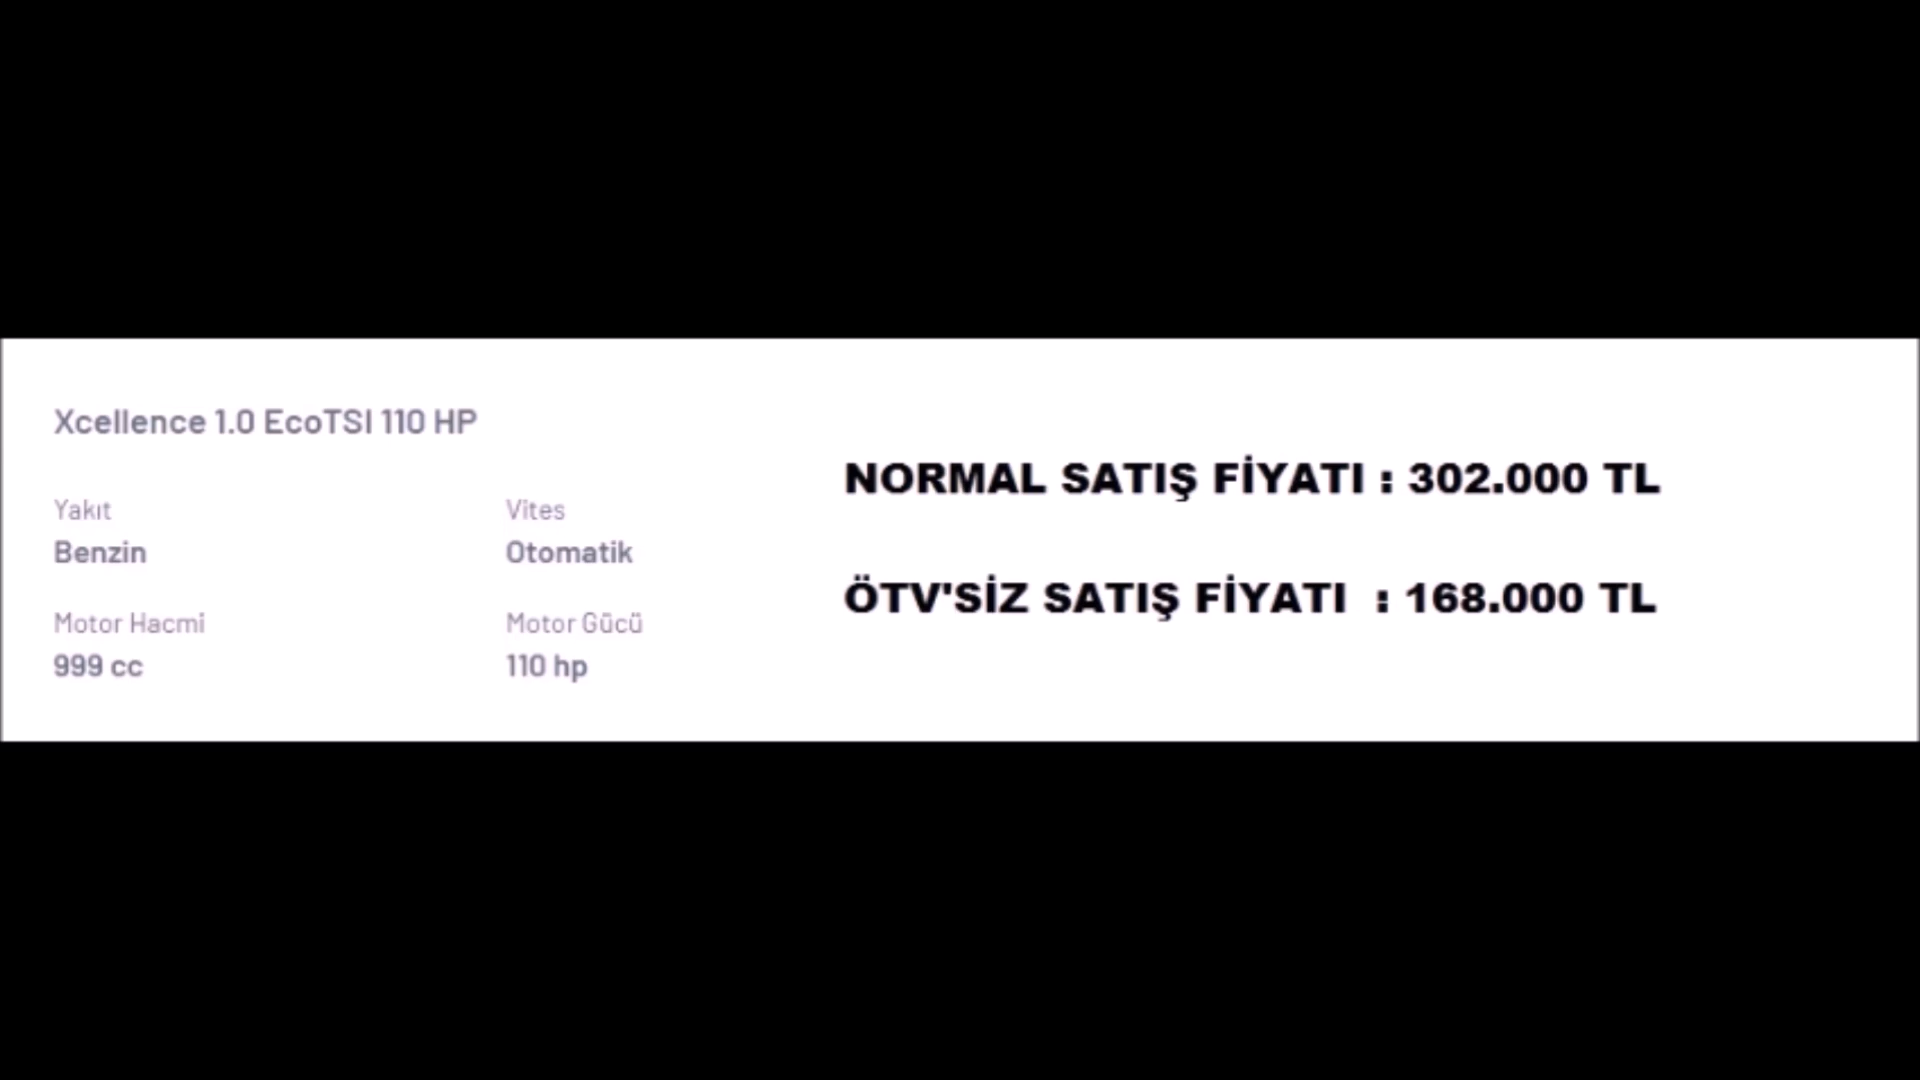 Xcellence 1.0 EcoTSI 110 HP
Yakıt
Benzin
Vites
Otomatik
Motor Hacmi
999 cc
Motor Gücü
110 hp
NORMAL SATIŞ FİYATI : 302.000 TL
ÖTV'SİZ SATIŞ FİYATI : 168.000 TL